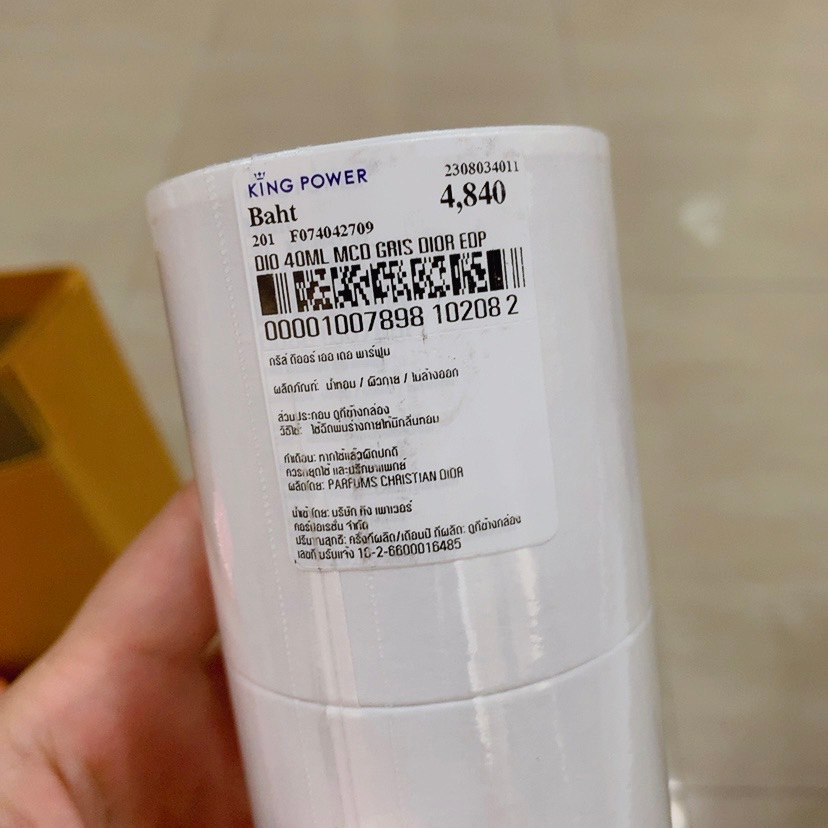 KING POWER
2308034011
Baht
4,840
201 F074042709
DIO 40ML MCD GRIS DIOR EDP
00001007898 10208 2
กรีส์ ดิออร์ เออ เดอ พาร์ฟูม
ผลิตภัณฑ์: น้ำหอม / ผิวกาย / ไม่ล้างออก
ส่วนประกอบ ดูที่ข้างกล่อง
วิธีใช้: ใช้ฉีดพ่นร่างกายให้มีกลิ่นหอม
คำเตือน: หากใช้แล้วผิดปกติ
ควรหยุดใช้ และปรึกษาแพทย์
ผลิตโดย: PARFUMS CHRISTIAN DIOR
นำเข้าโดย: บริษัท คิง เพาเวอร์
คอร์ปอเรชั่น จำกัด
ปริมาณสุทธิ: ครั้งที่ผลิต/เดือนปี ที่ผลิต: ดูที่ข้างกล่อง
เลขที่ใบรับแจ้ง 10-2-6600016485